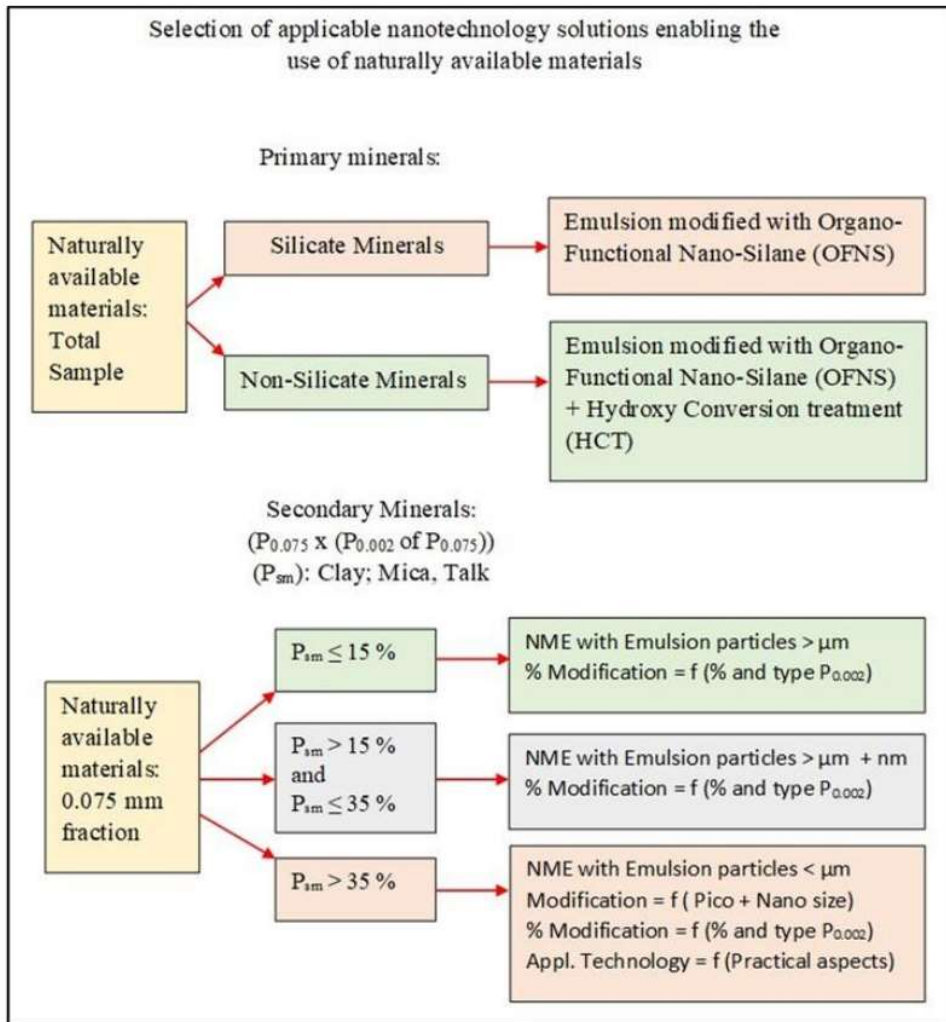 Selection of applicable nanotechnology solutions enabling the
use of naturally available materials
Primary minerals:
Naturally
available
materials:
Total
Sample
Silicate Minerals
Emulsion modified with Organo-
Functional Nano-Silane (OFNS)
Non-Silicate Minerals
Emulsion modified with Organo-
Functional Nano-Silane (OFNS)
+ Hydroxy Conversion treatment
(HCT)
Secondary Minerals:
(P0.075 x (P0.002 of P0.075))
(Psm): Clay; Mica, Talk
Naturally
available
materials:
0.075 mm
fraction
Psm ≤ 15 %
NME with Emulsion particles > µm
% Modification = f (% and type P0.002)
Psm > 15 %
and
Psm ≤ 35 %
NME with Emulsion particles > µm + nm
% Modification = f (% and type P0.002)
Psm > 35 %
NME with Emulsion particles < µm
Modification = f ( Pico + Nano size)
% Modification = f (% and type P0.002)
Appl. Technology = f (Practical aspects)